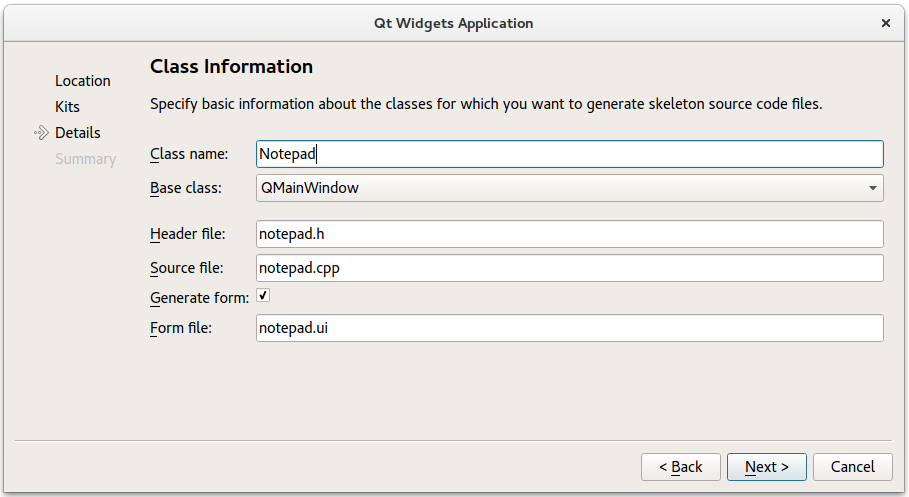 Qt Widgets Application
Location
Kits
Details
Summary
Class Information
Specify basic information about the classes for which you want to generate skeleton source code files.
Class name: Notepad
Base class: QMainWindow
Header file: notepad.h
Source file: notepad.cpp
Generate form:
Form file: notepad.ui
< Back Next > Cancel